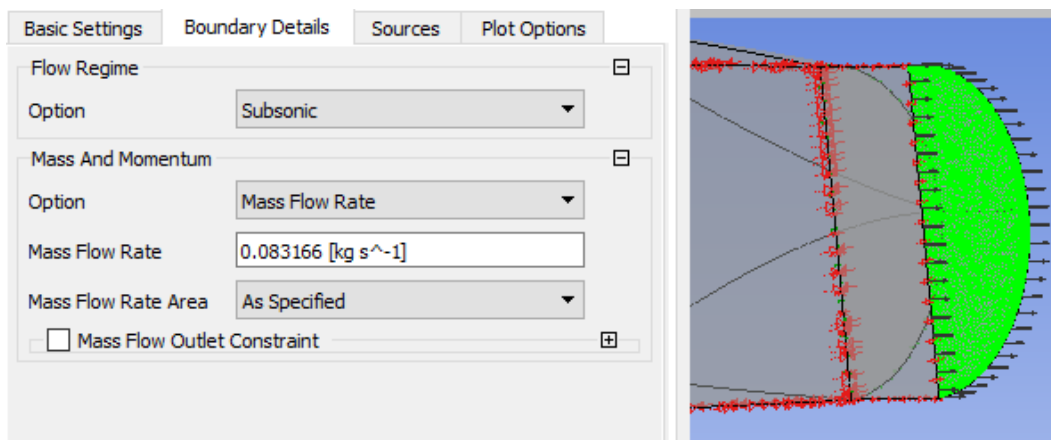 Basic Settings Boundary Details Sources Plot Options
Flow Regime
Option Subsonic
Mass And Momentum
Option Mass Flow Rate
Mass Flow Rate 0.083166 [kg s^-1]
Mass Flow Rate Area As Specified
Mass Flow Outlet Constraint